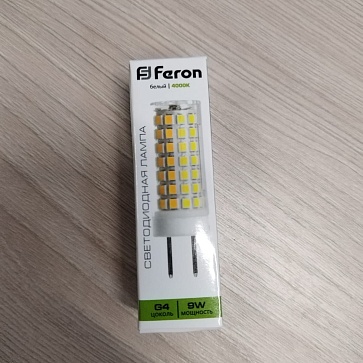 Feron
белый | 4000K
СВЕТОДИОДНАЯ ЛАМПА
G4
цоколь
9W
мощность